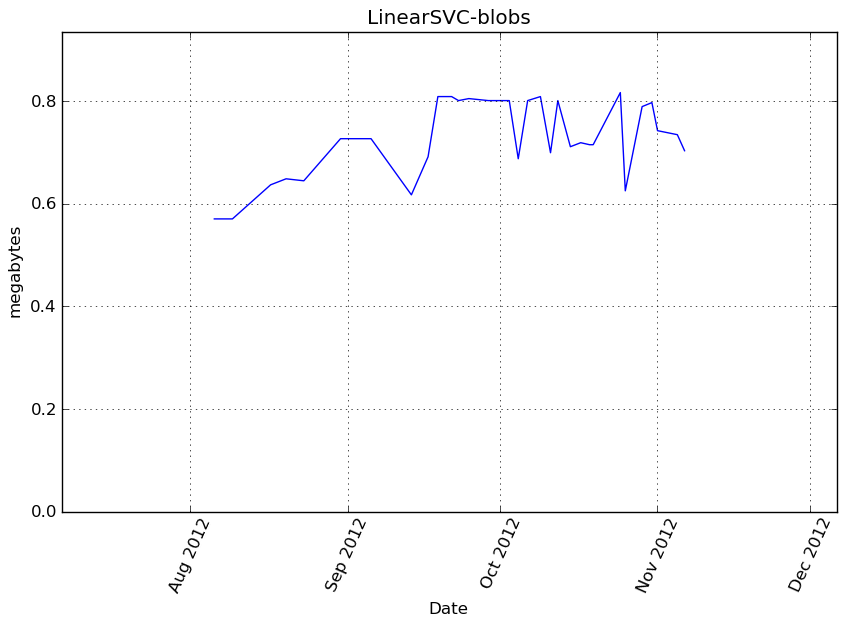 LinearSVC-blobs
megabytes
0.8
0.6
0.4
0.2
0.0
Aug 2012
Sep 2012
Oct 2012
Nov 2012
Dec 2012
Date